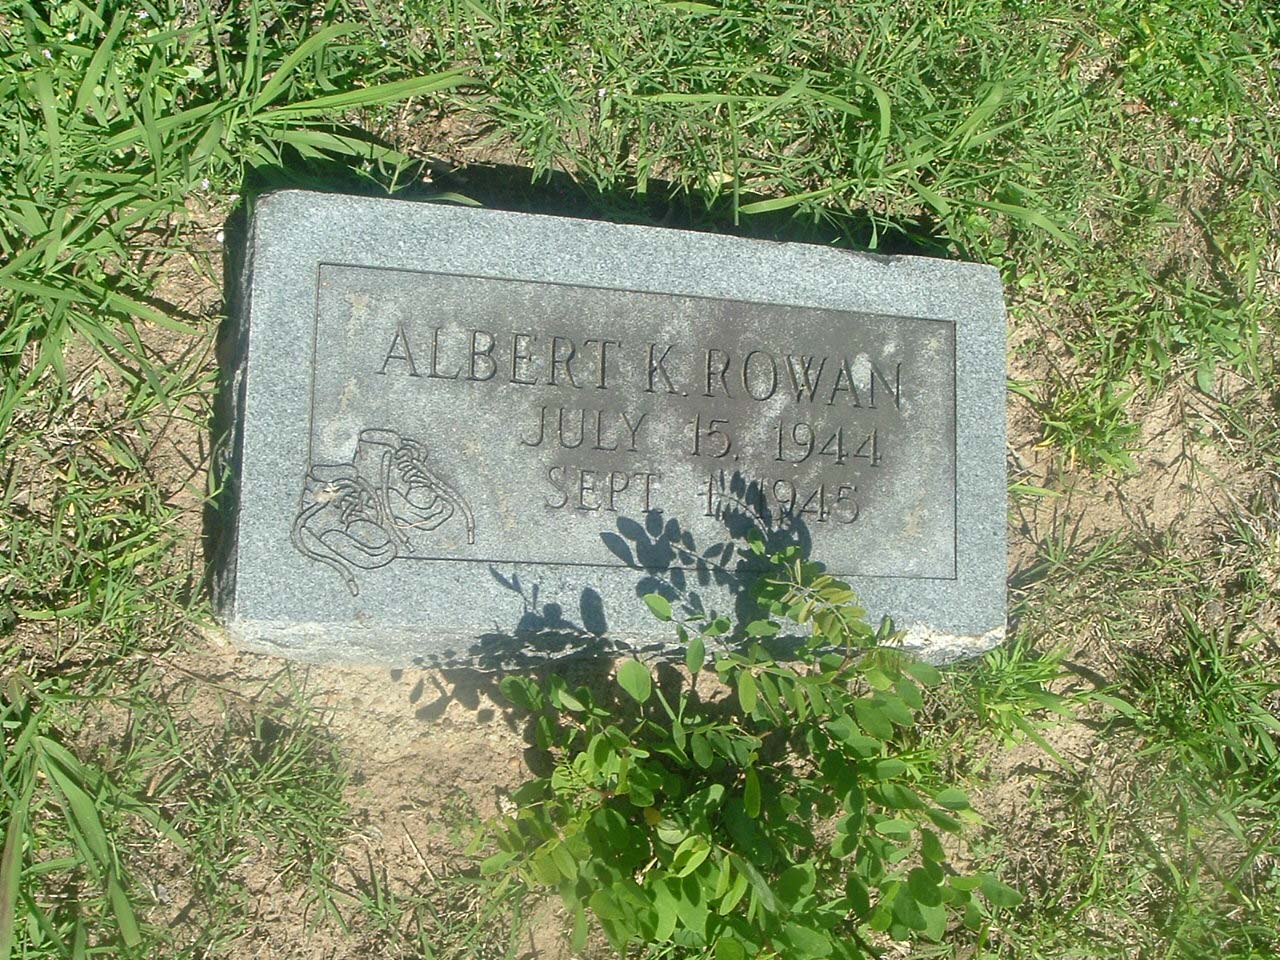 ALBERT K. ROWAN
JULY 15, 1944
SEPT. 1, 1945